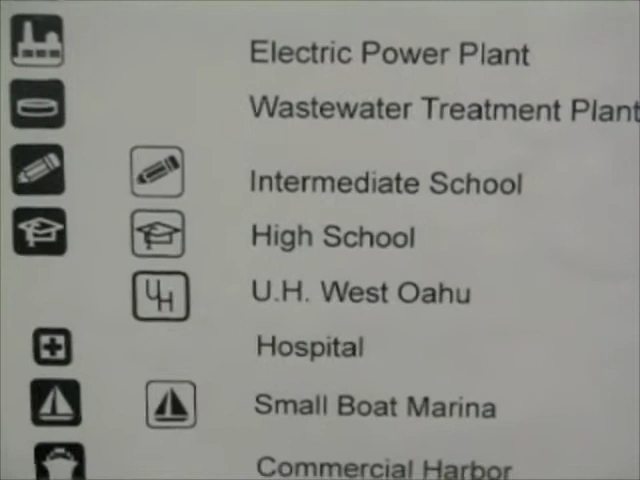 Electric Power Plant
Wastewater Treatment Plant
Intermediate School
High School
UH U.H. West Oahu
Hospital
Small Boat Marina
Commercial Harbor